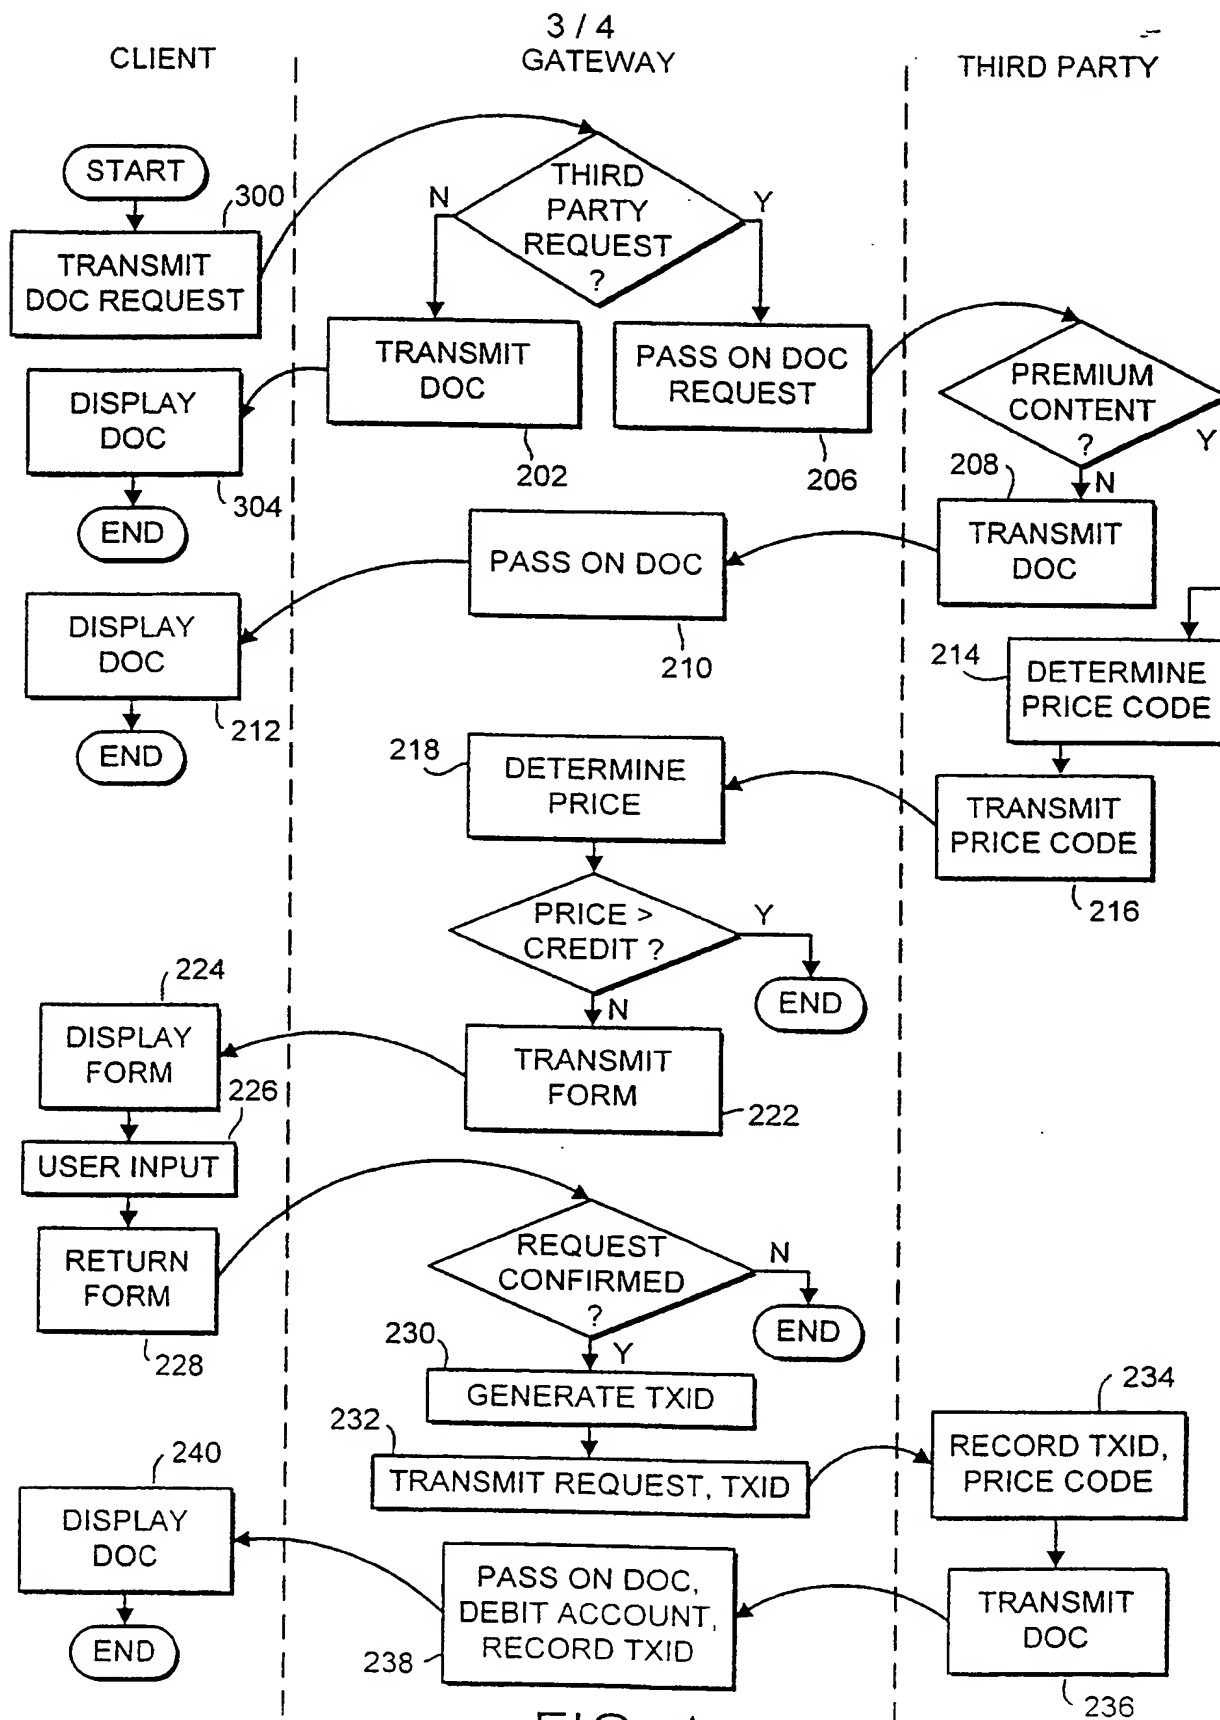 3 / 4
CLIENT
GATEWAY
THIRD PARTY
START
300
TRANSMIT
DOC REQUEST
THIRD
PARTY
REQUEST
?
N
Y
TRANSMIT
DOC
202
PASS ON DOC
REQUEST
206
PREMIUM
CONTENT
?
Y
N
DISPLAY
DOC
304
END
208
TRANSMIT
DOC
PASS ON DOC
210
DISPLAY
DOC
212
END
214
DETERMINE
PRICE CODE
218
DETERMINE
PRICE
TRANSMIT
PRICE CODE
216
PRICE >
CREDIT ?
Y
END
N
TRANSMIT
FORM
222
224
DISPLAY
FORM
226
USER INPUT
RETURN
FORM
228
REQUEST
CONFIRMED
?
N
END
Y
230
GENERATE TXID
232
TRANSMIT REQUEST, TXID
234
RECORD TXID,
PRICE CODE
TRANSMIT
DOC
236
PASS ON DOC,
DEBIT ACCOUNT,
RECORD TXID
238
240
DISPLAY
DOC
END